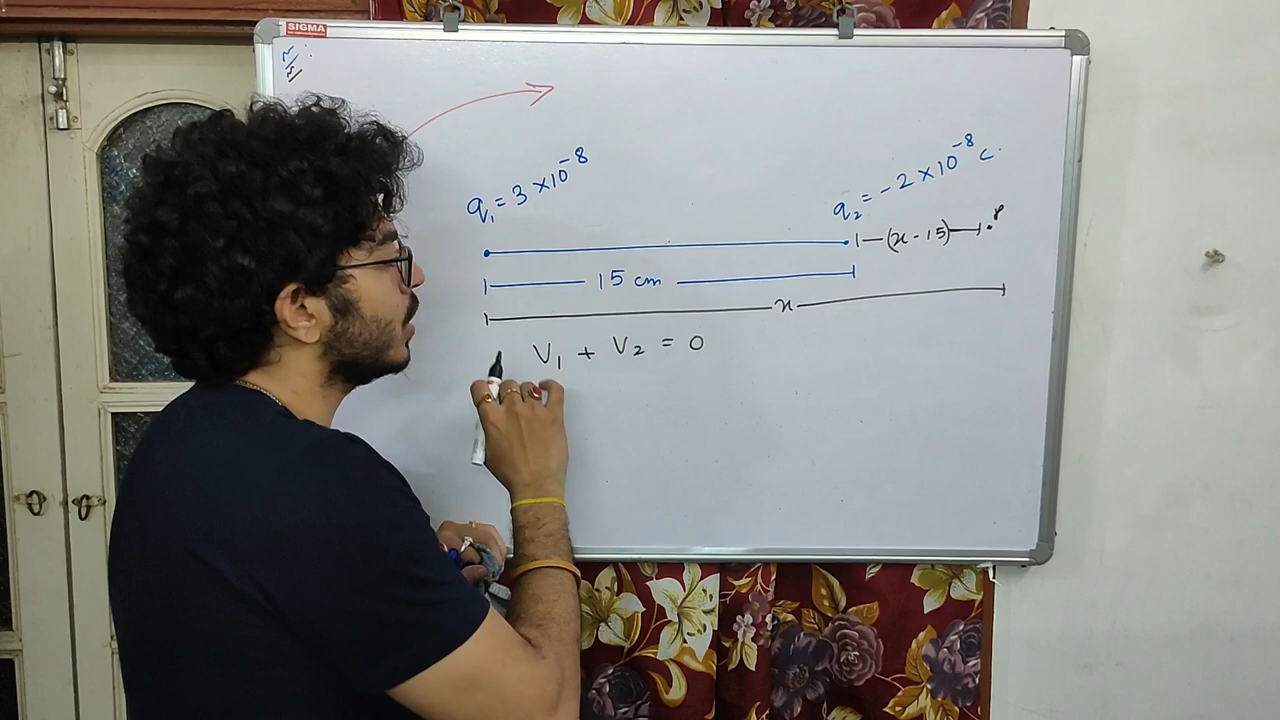 SIGMA
q₁ = 3 × 10⁻⁸
q₂ = - 2 × 10⁻⁸ C.
(x - 15)
P
15 cm
x
V₁ + V₂ = 0